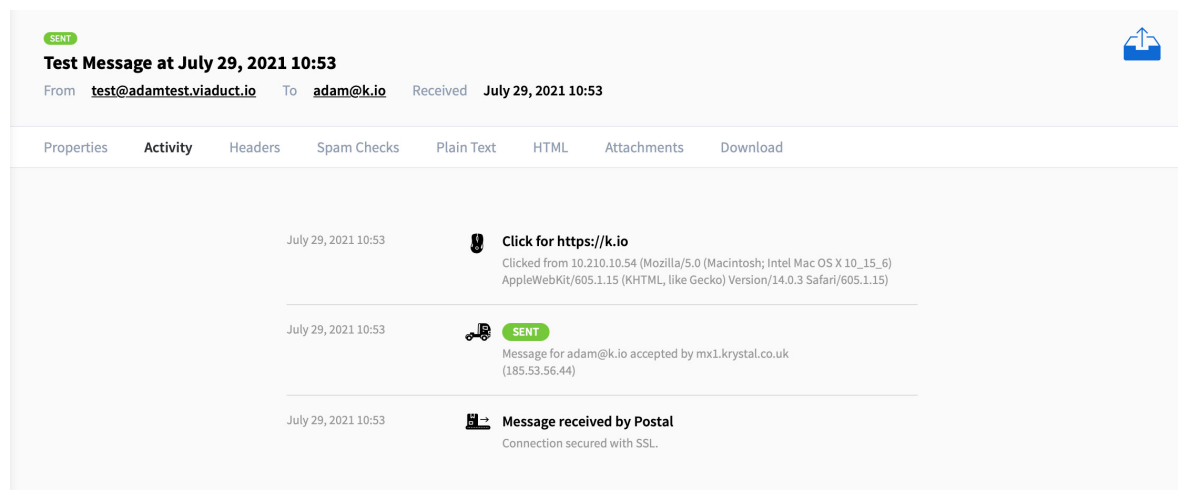 SENT
Test Message at July 29, 2021 10:53
From test@adamtest.viaduct.io To adam@k.io Received July 29, 2021 10:53
Properties Activity Headers Spam Checks Plain Text HTML Attachments Download
July 29, 2021 10:53 Click for https://k.io
Clicked from 10.210.10.54 (Mozilla/5.0 (Macintosh; Intel Mac OS X 10_15_6)
AppleWebKit/605.1.15 (KHTML, like Gecko) Version/14.0.3 Safari/605.1.15)
July 29, 2021 10:53 SENT
Message for adam@k.io accepted by mx1.krystal.co.uk
(185.53.56.44)
July 29, 2021 10:53 Message received by Postal
Connection secured with SSL.